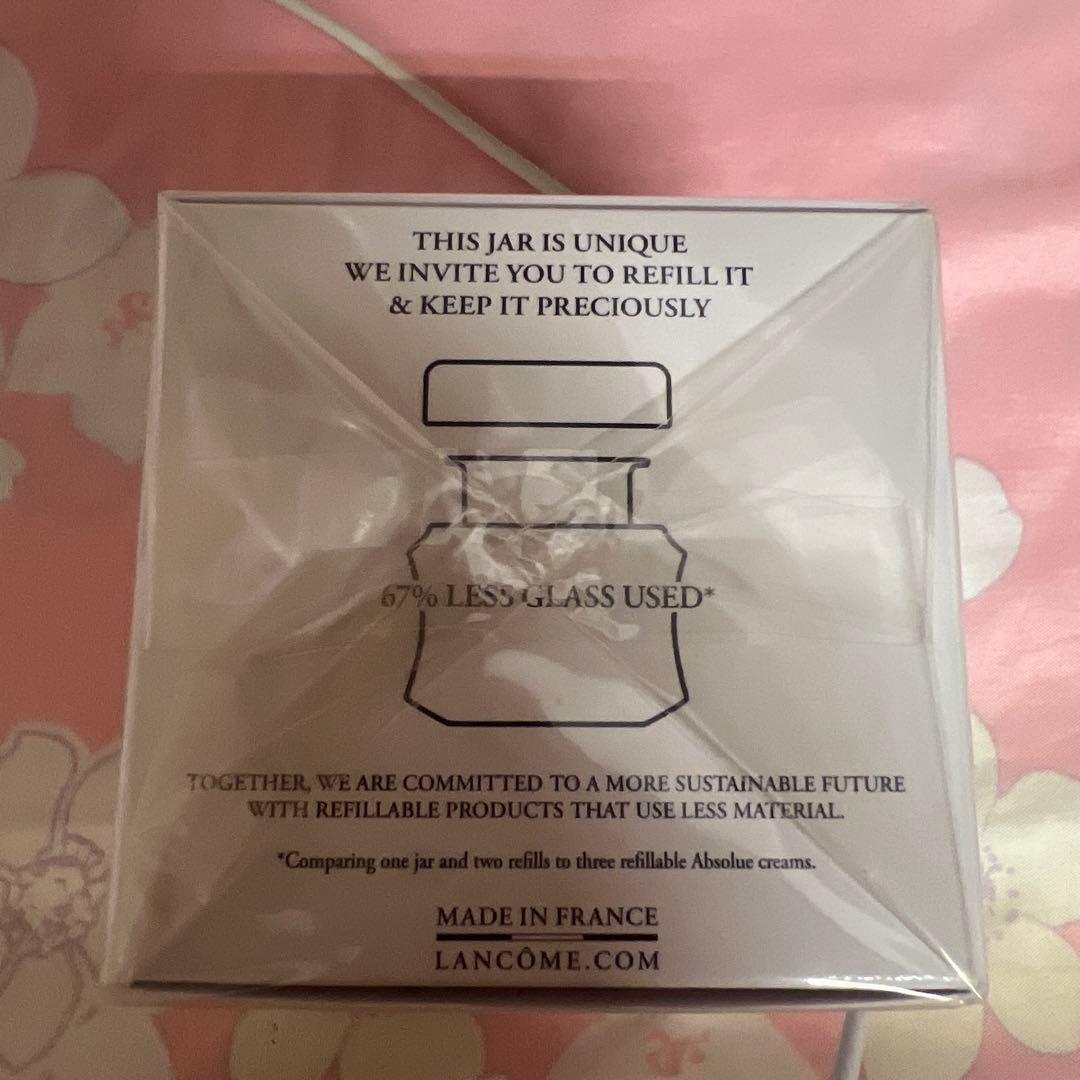 THIS JAR IS UNIQUE
WE INVITE YOU TO REFILL IT
& KEEP IT PRECIOUSLY
67% LESS GLASS USED*
TOGETHER, WE ARE COMMITTED TO A MORE SUSTAINABLE FUTURE
WITH REFILLABLE PRODUCTS THAT USE LESS MATERIAL.
*Comparing one jar and two refills to three refillable Absolue creams.
MADE IN FRANCE
LANCÔME.COM